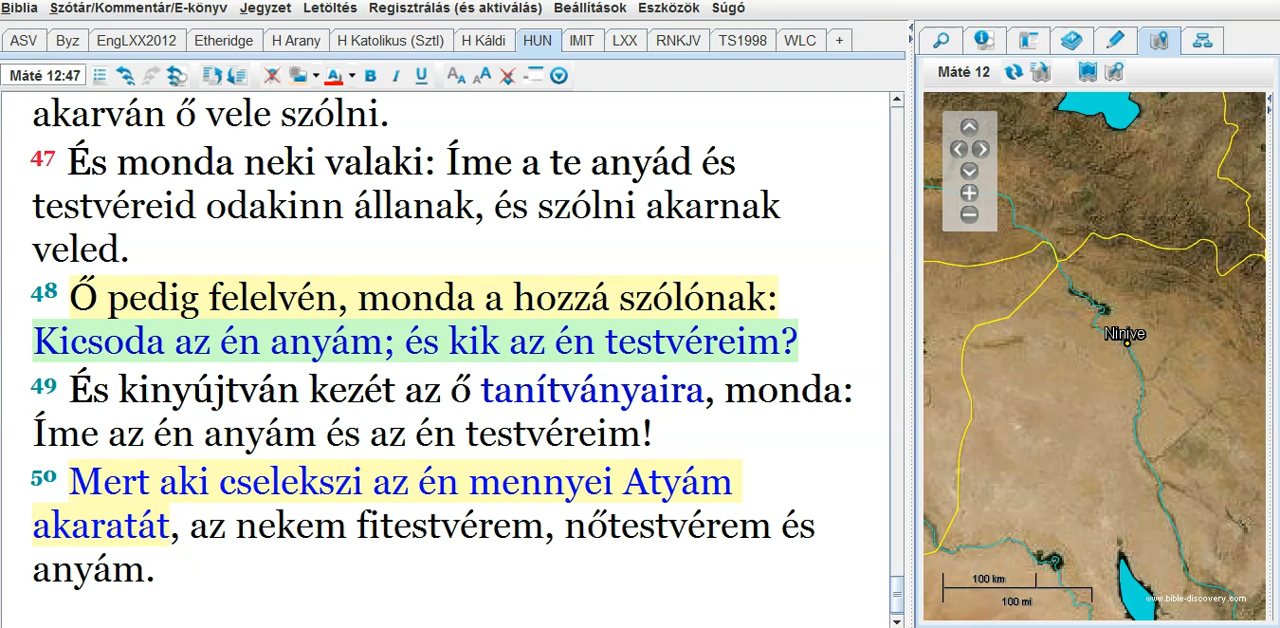 Biblia Szótár/Kommentár/E-könyv Jegyzet Letöltés Regisztrálás (és aktiválás) Beállítások Eszközök Súgó
ASV Byz EngLXX2012 Etheridge H Arany H Katolikus (Sztl) H Káldi HUN IMIT LXX RNKJV TS1998 WLC +
Máté 12:47
Máté 12
akarván ő vele szólni.
47 És monda neki valaki: Íme a te anyád és
testvéreid odakinn állanak, és szólni akarnak
veled.
48 Ő pedig felelvén, monda a hozzá szólónak:
Kicsoda az én anyám; és kik az én testvéreim?
49 És kinyújtván kezét az ő tanítványaira, monda:
Íme az én anyám és az én testvéreim!
50 Mert aki cselekszi az én mennyei Atyám
akaratát, az nekem fitestvérem, nőtestvérem és
anyám.
Ninive
100 km
100 mi
www.bible-discovery.com